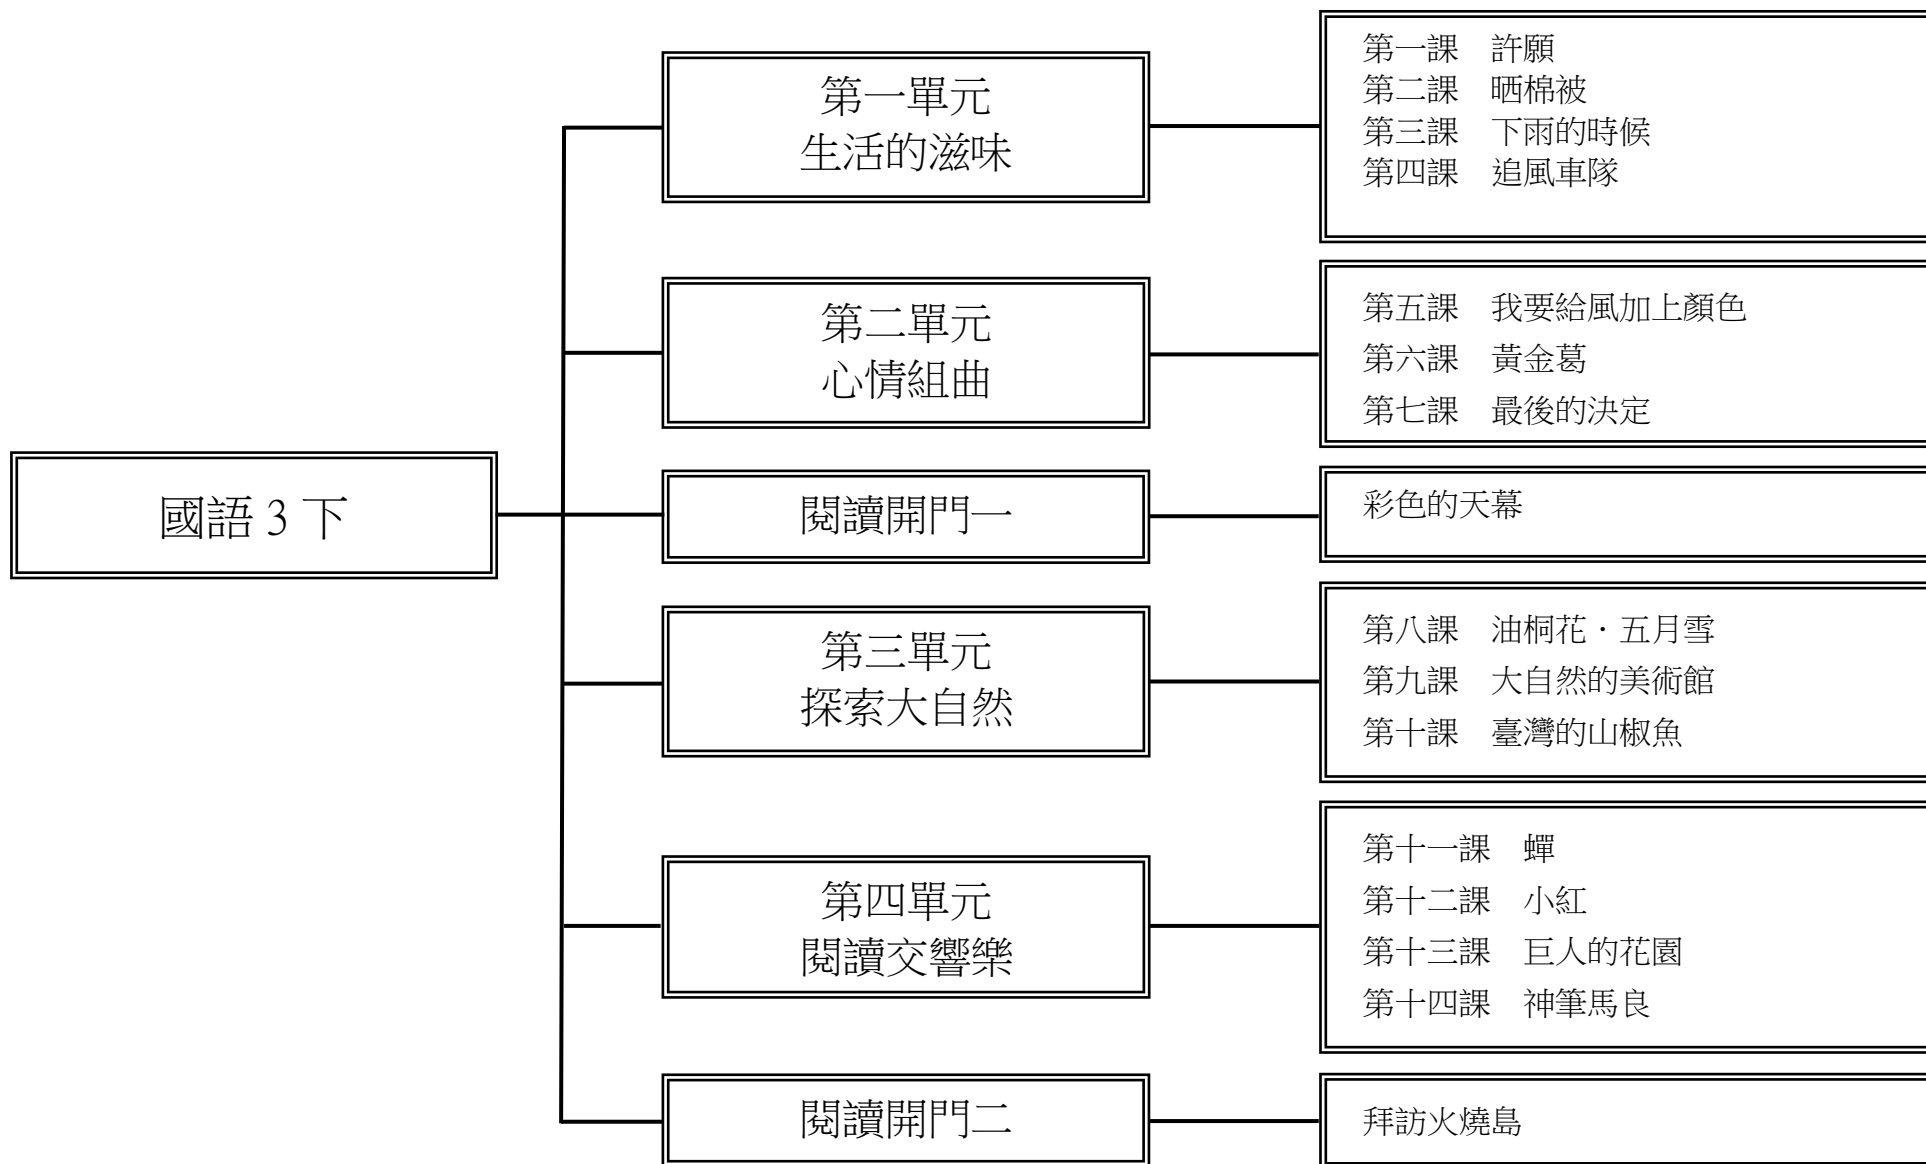 國語 3 下
第一單元
生活的滋味
第一課　許願
第二課　晒棉被
第三課　下雨的時候
第四課　追風車隊
第二單元
心情組曲
第五課　我要給風加上顏色
第六課　黃金葛
第七課　最後的決定
閱讀開門一
彩色的天幕
第三單元
探索大自然
第八課　油桐花．五月雪
第九課　大自然的美術館
第十課　臺灣的山椒魚
第四單元
閱讀交響樂
第十一課　蟬
第十二課　小紅
第十三課　巨人的花園
第十四課　神筆馬良
閱讀開門二
拜訪火燒島